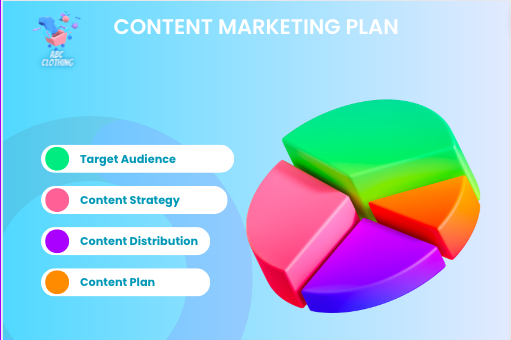 CONTENT MARKETING PLAN
ABC
CLOTHING
Target Audience
Content Strategy
Content Distribution
Content Plan